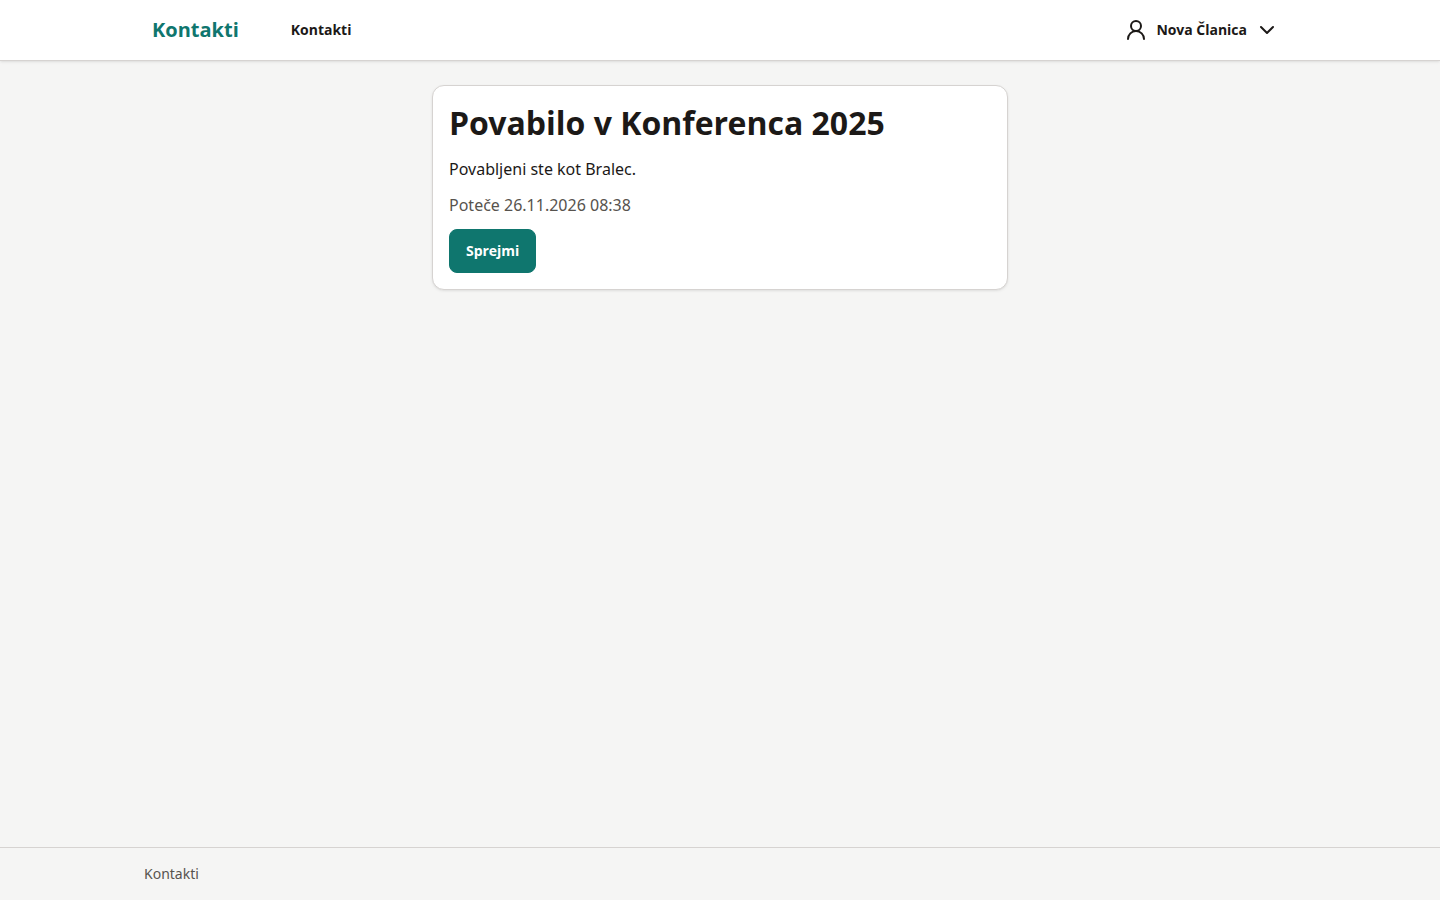 Kontakti
Kontakti
Nova Članica
Povabilo v Konferenca 2025
Povabljeni ste kot Bralec.
Poteče 26.11.2026 08:38
Sprejmi
Kontakti